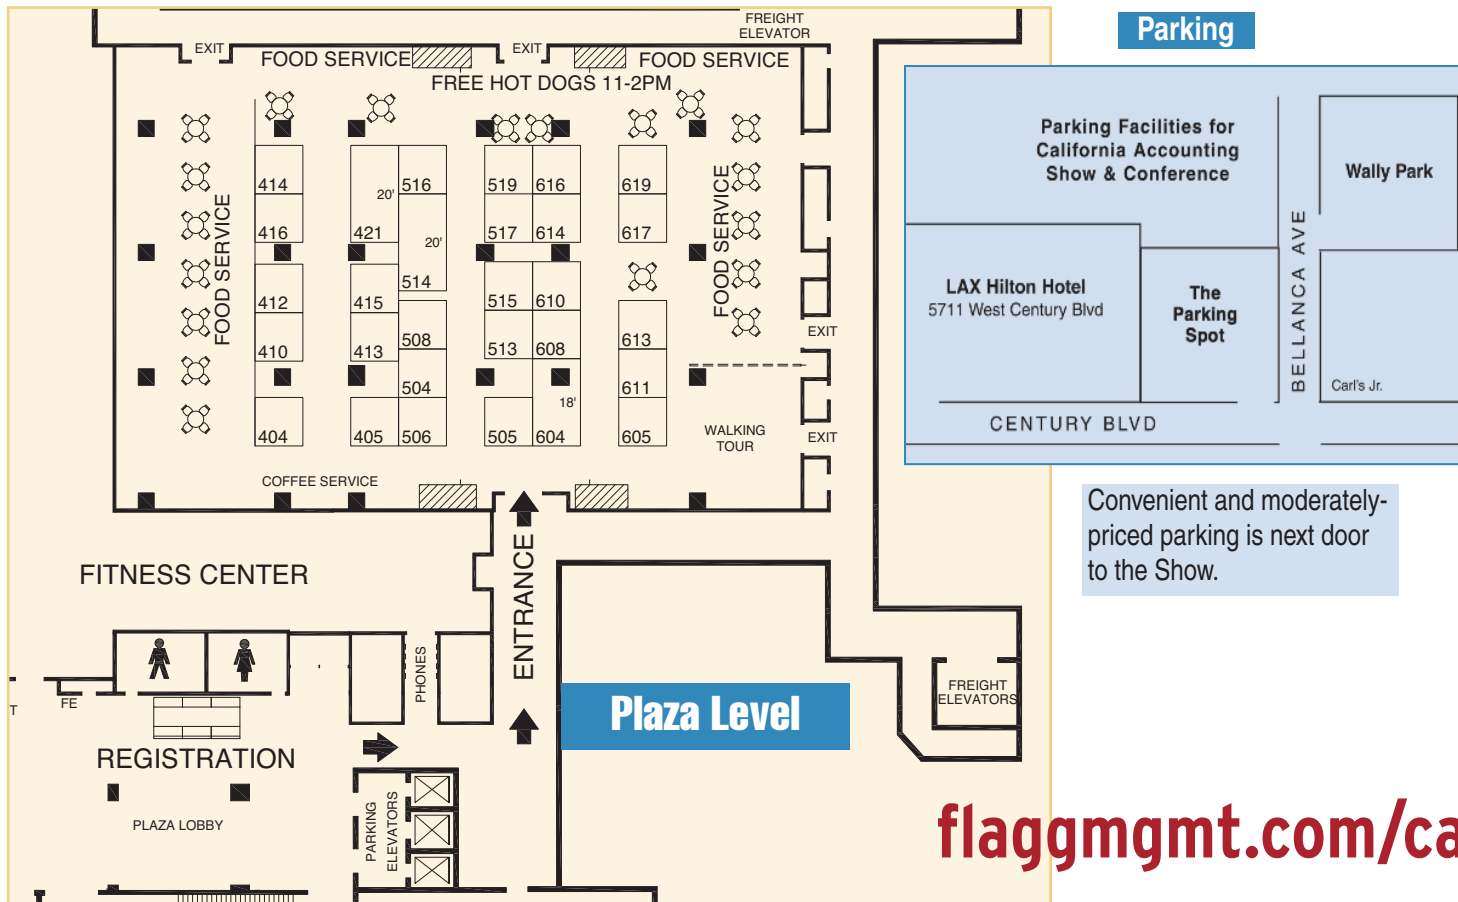 FREIGHT
ELEVATOR
EXIT
EXIT
FOOD SERVICE
FOOD SERVICE
FREE HOT DOGS 11-2PM
FOOD SERVICE
FOOD SERVICE
414
516
519
616
619
20'
416
421
517
614
617
20'
514
412
415
515
610
410
413
508
513
608
613
504
611
18'
404
405
506
505
604
605
EXIT
WALKING
TOUR
EXIT
COFFEE SERVICE
FITNESS CENTER
ENTRANCE
PHONES
FE
T
REGISTRATION
PLAZA LOBBY
PARKING
ELEVATORS
Plaza Level
FREIGHT
ELEVATORS
Parking
Parking Facilities for
California Accounting
Show & Conference
Wally Park
BELLANCA AVE
LAX Hilton Hotel
5711 West Century Blvd
The
Parking
Spot
Carl's Jr.
CENTURY BLVD
Convenient and moderately-
priced parking is next door
to the Show.
flaggmgmt.com/ca